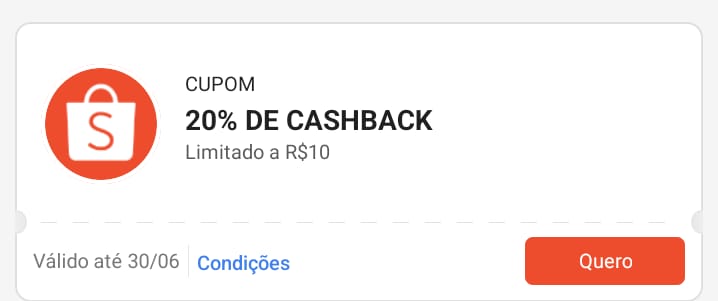 S
CUPOM
20% DE CASHBACK
Limitado a R$10
Válido até 30/06
Condições
Quero